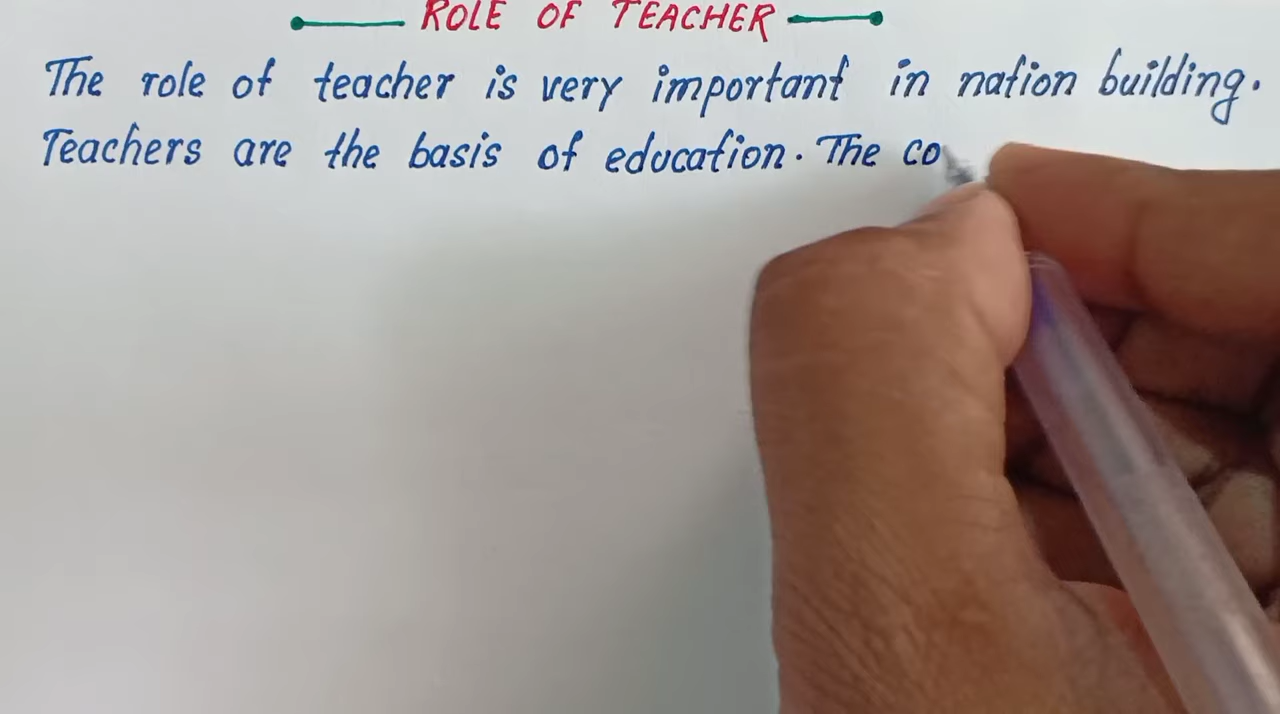 ROLE OF TEACHER
The role of teacher is very important in nation building.
Teachers are the basis of education. The co